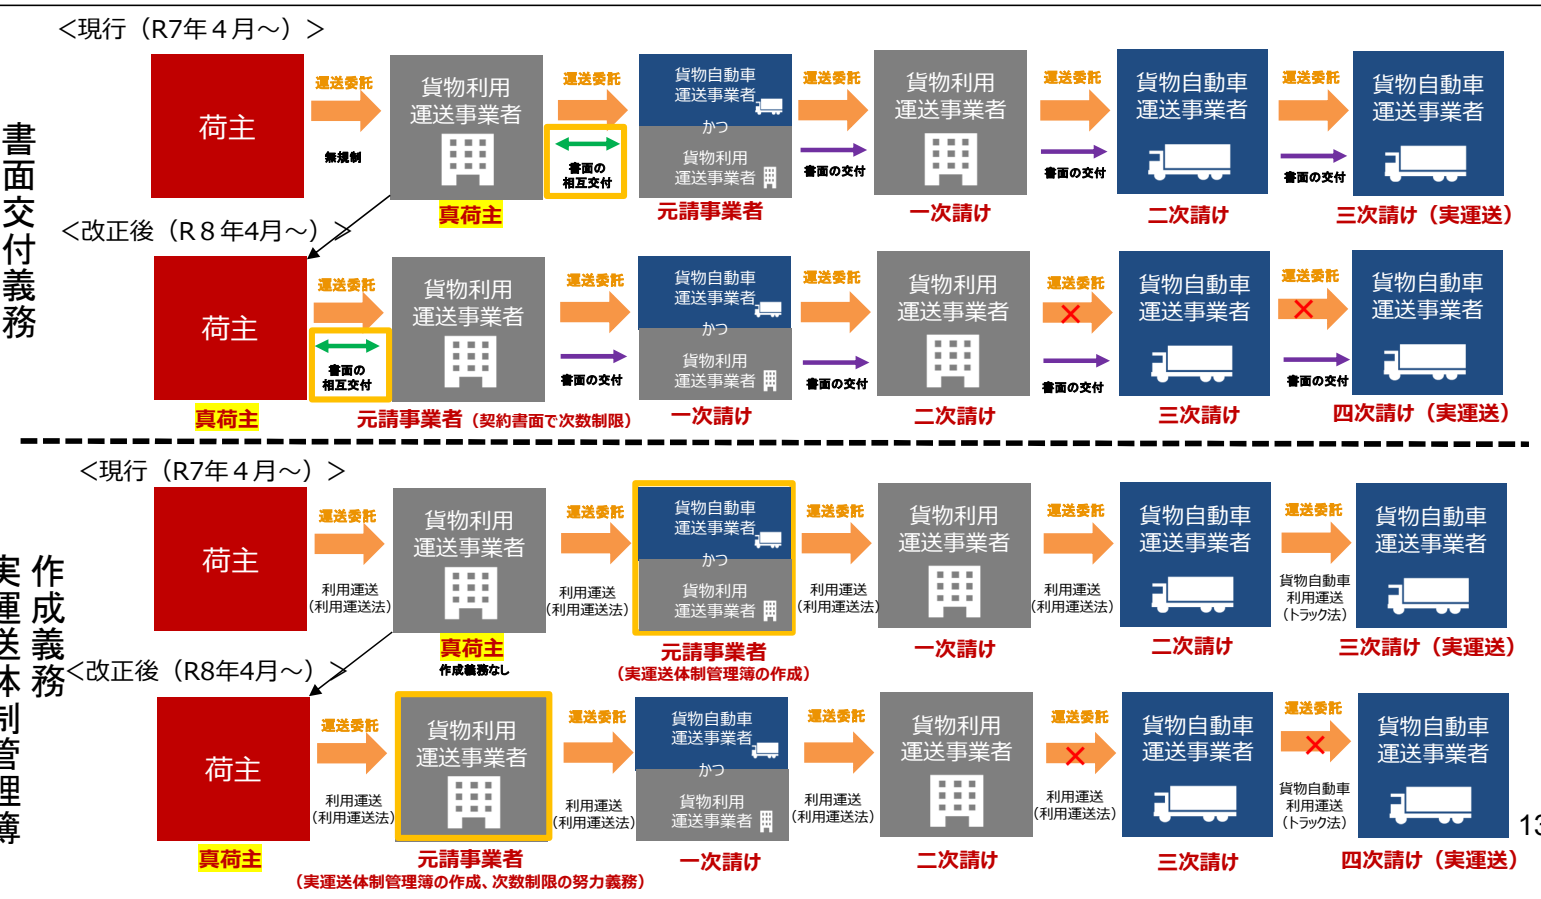 書面交付義務
＜現行（R7年４月～）＞
荷主
運送委託
無規制
貨物利用
運送事業者
真荷主
運送委託
書面の
相互交付
貨物自動車
運送事業者
かつ
貨物利用
運送事業者
元請事業者
運送委託
書面の交付
貨物利用
運送事業者
一次請け
運送委託
書面の交付
貨物自動車
運送事業者
二次請け
運送委託
書面の交付
貨物自動車
運送事業者
三次請け（実運送）
＜改正後（R８年4月～）＞
荷主
真荷主
運送委託
書面の
相互交付
貨物利用
運送事業者
元請事業者（契約書面で次数制限）
運送委託
書面の交付
貨物自動車
運送事業者
かつ
貨物利用
運送事業者
一次請け
運送委託
書面の交付
貨物利用
運送事業者
二次請け
運送委託
書面の交付
貨物自動車
運送事業者
三次請け
運送委託
書面の交付
貨物自動車
運送事業者
四次請け（実運送）
実運送体制管理簿
作成義務
＜現行（R7年４月～）＞
荷主
運送委託
利用運送
（利用運送法）
貨物利用
運送事業者
真荷主
作成義務なし
運送委託
利用運送
（利用運送法）
貨物自動車
運送事業者
かつ
貨物利用
運送事業者
元請事業者
（実運送体制管理簿の作成）
運送委託
利用運送
（利用運送法）
貨物利用
運送事業者
一次請け
運送委託
利用運送
（利用運送法）
貨物自動車
運送事業者
二次請け
運送委託
貨物自動車
利用運送
（トラック法）
貨物自動車
運送事業者
三次請け（実運送）
＜改正後（R8年4月～）＞
荷主
真荷主
運送委託
利用運送
（利用運送法）
貨物利用
運送事業者
元請事業者
（実運送体制管理簿の作成、次数制限の努力義務）
運送委託
利用運送
（利用運送法）
貨物自動車
運送事業者
かつ
貨物利用
運送事業者
一次請け
運送委託
利用運送
（利用運送法）
貨物利用
運送事業者
二次請け
運送委託
利用運送
（利用運送法）
貨物自動車
運送事業者
三次請け
運送委託
貨物自動車
利用運送
（トラック法）
貨物自動車
運送事業者
四次請け（実運送）
13